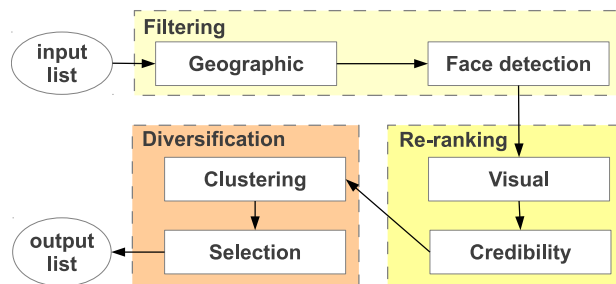 Filtering
input
list
Geographic
Face detection
Re-ranking
Visual
Credibility
Diversification
Clustering
Selection
output
list